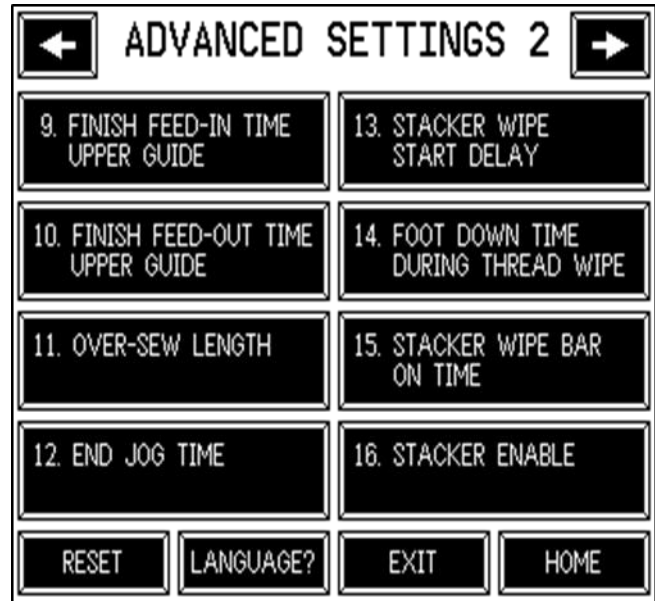 ADVANCED SETTINGS 2
9. FINISH FEED-IN TIME
UPPER GUIDE
13. STACKER WIPE
START DELAY
10. FINISH FEED-OUT TIME
UPPER GUIDE
14. FOOT DOWN TIME
DURING THREAD WIPE
11. OVER-SEW LENGTH
15. STACKER WIPE BAR
ON TIME
12. END JOG TIME
16. STACKER ENABLE
RESET
LANGUAGE?
EXIT
HOME